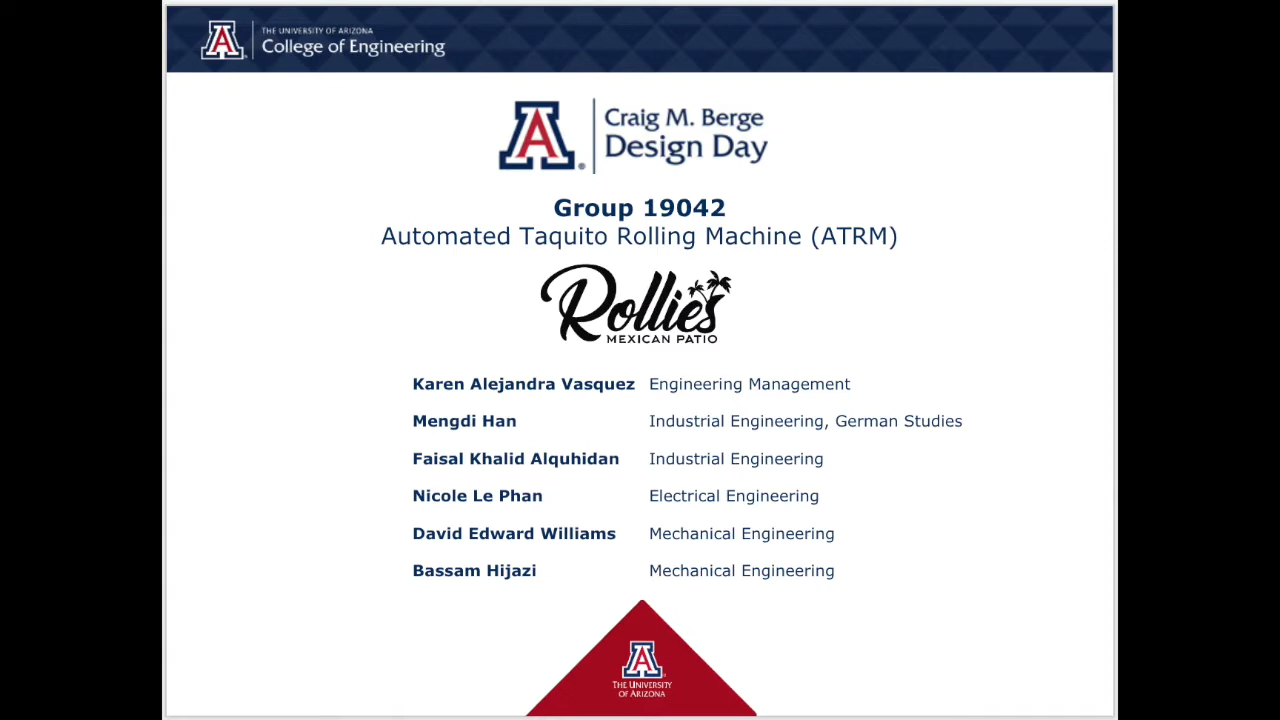 THE UNIVERSITY OF ARIZONA
College of Engineering
A
Craig M. Berge
Design Day
Group 19042
Automated Taquito Rolling Machine (ATRM)
Rollies
MEXICAN PATIO
Karen Alejandra Vasquez Engineering Management
Mengdi Han Industrial Engineering, German Studies
Faisal Khalid Alquhidan Industrial Engineering
Nicole Le Phan Electrical Engineering
David Edward Williams Mechanical Engineering
Bassam Hijazi Mechanical Engineering
A
THE UNIVERSITY
OF ARIZONA